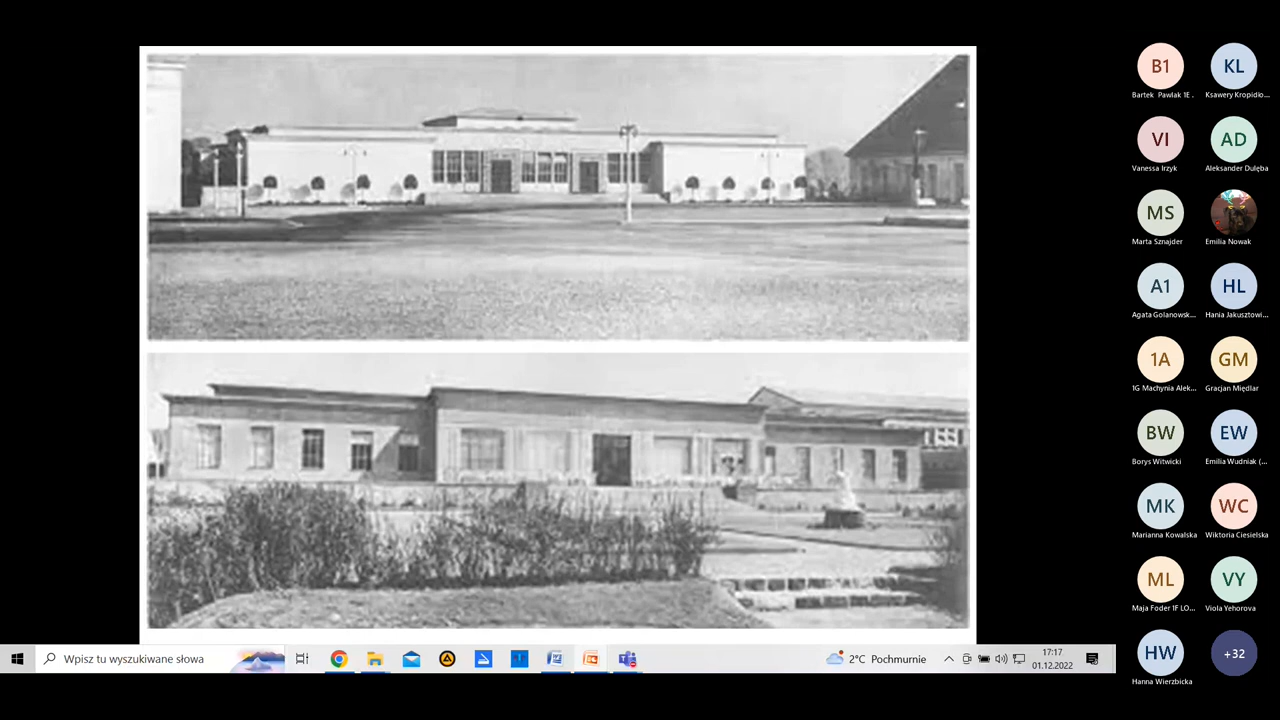 B1
KL
Bartek Pawlak 1E .
Ksawery Kropidło...
VI
AD
Vanessa Irzyk
Aleksander Dulęba
MS
Marta Sznajder
Emilia Nowak
A1
HL
Agata Golanowsk...
Hania Jakusztowi...
1A
GM
1G Machynia Alek...
Gracjan Międlar
BW
EW
Borys Witwicki
Emilia Wudniak (...
MK
WC
Marianna Kowalska
Wiktoria Ciesielska
ML
VY
Maja Foder 1F LO...
Viola Yehorova
HW
+32
Hanna Wierzbicka
Wpisz tu wyszukiwane słowa
2°C Pochmurnie
17:17
01.12.2022